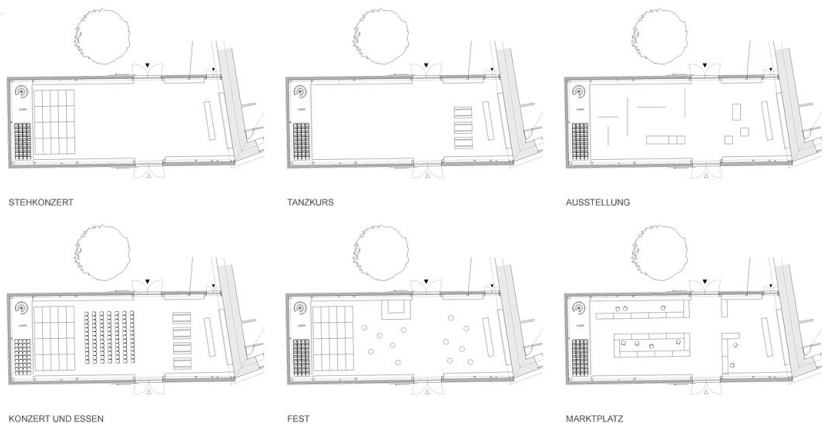 STEHKONZERT
TANZKURS
AUSSTELLUNG
KONZERT UND ESSEN
FEST
MARKTPLATZ